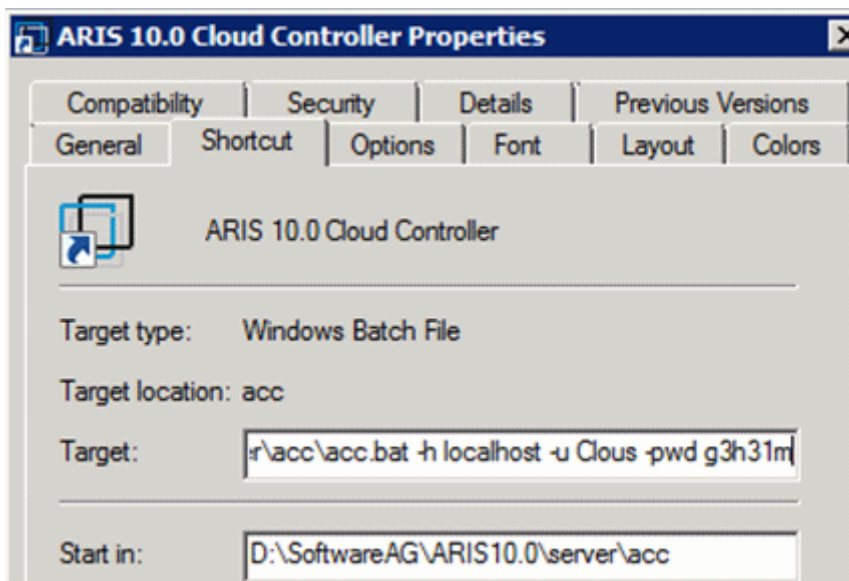 ARIS 10.0 Cloud Controller Properties
Compatibility Security Details Previous Versions
General Shortcut Options Font Layout Colors
ARIS 10.0 Cloud Controller
Target type: Windows Batch File
Target location: acc
Target: er\acc\acc.bat -h localhost -u Clous -pwd g3h31m
Start in: D:\SoftwareAG\ARIS10.0\server\acc